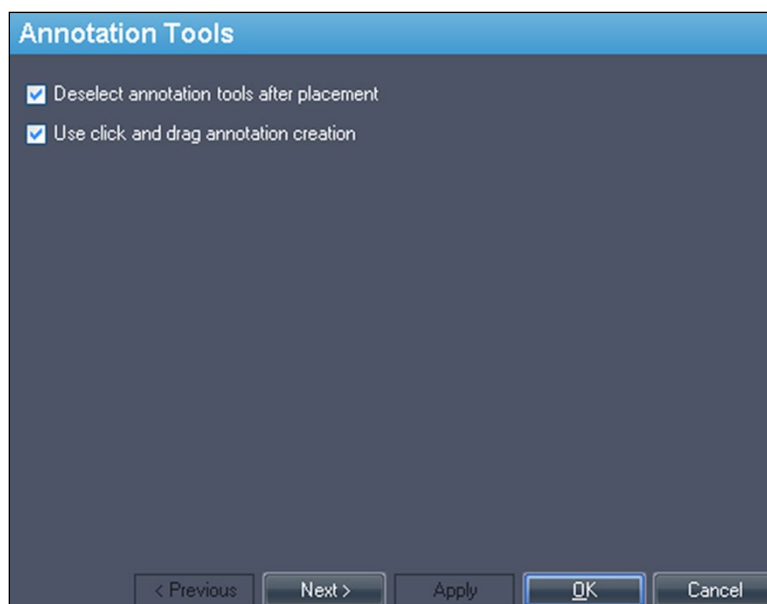 Annotation Tools
Deselect annotation tools after placement
Use click and drag annotation creation
< Previous Next > Apply OK Cancel